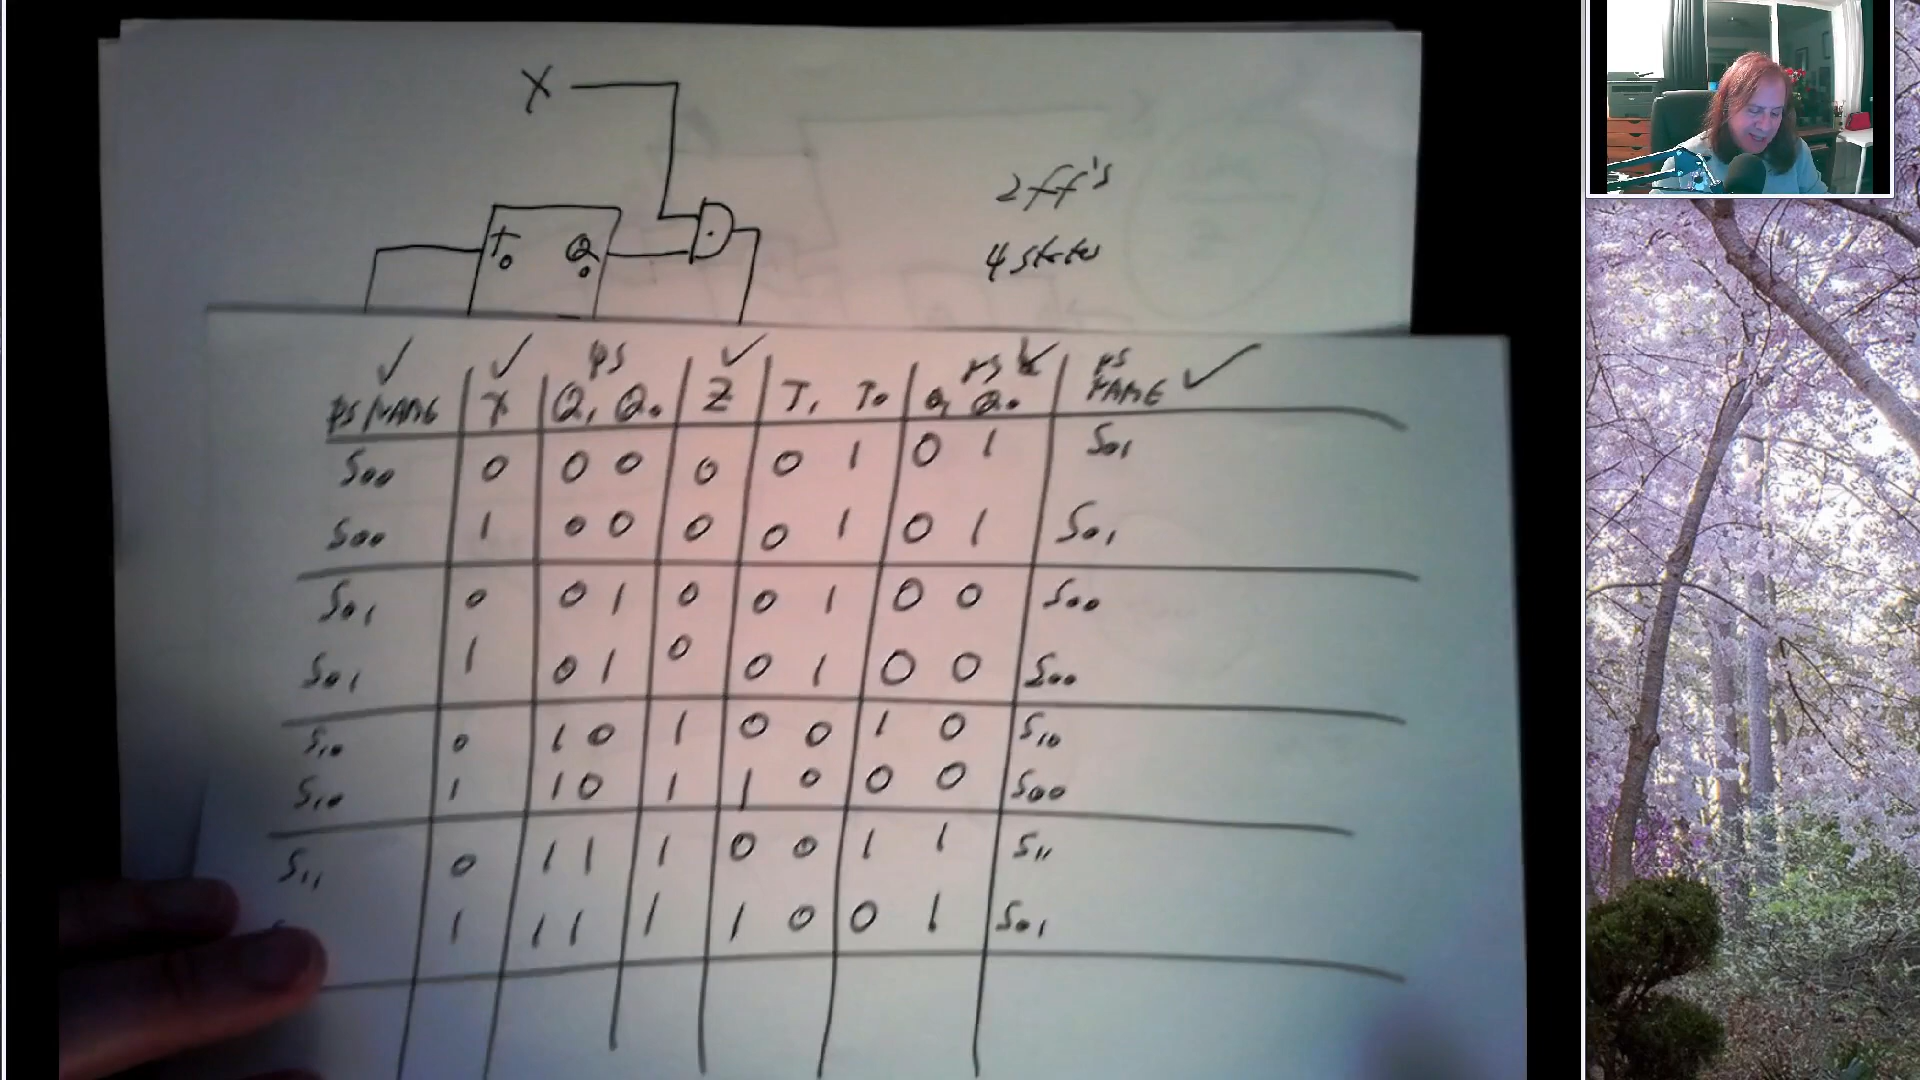 X
2 ff's
T₀ Q₀
4 states
PS NS PS
PS NAME X Q₁ Q₀ Z T₁ T₀ Q₁ Q₀ NAME
S₀₀ 0 0 0 0 0 1 0 1 S₀₁
S₀₀ 1 0 0 0 0 1 0 1 S₀₁
S₀₁ 0 0 1 0 0 1 0 0 S₀₀
S₀₁ 1 0 1 0 0 1 0 0 S₀₀
S₁₀ 0 1 0 1 0 0 1 0 S₁₀
S₁₀ 1 1 0 1 1 0 0 0 S₀₀
S₁₁ 0 1 1 1 0 0 1 1 S₁₁
1 1 1 1 1 0 0 1 S₀₁